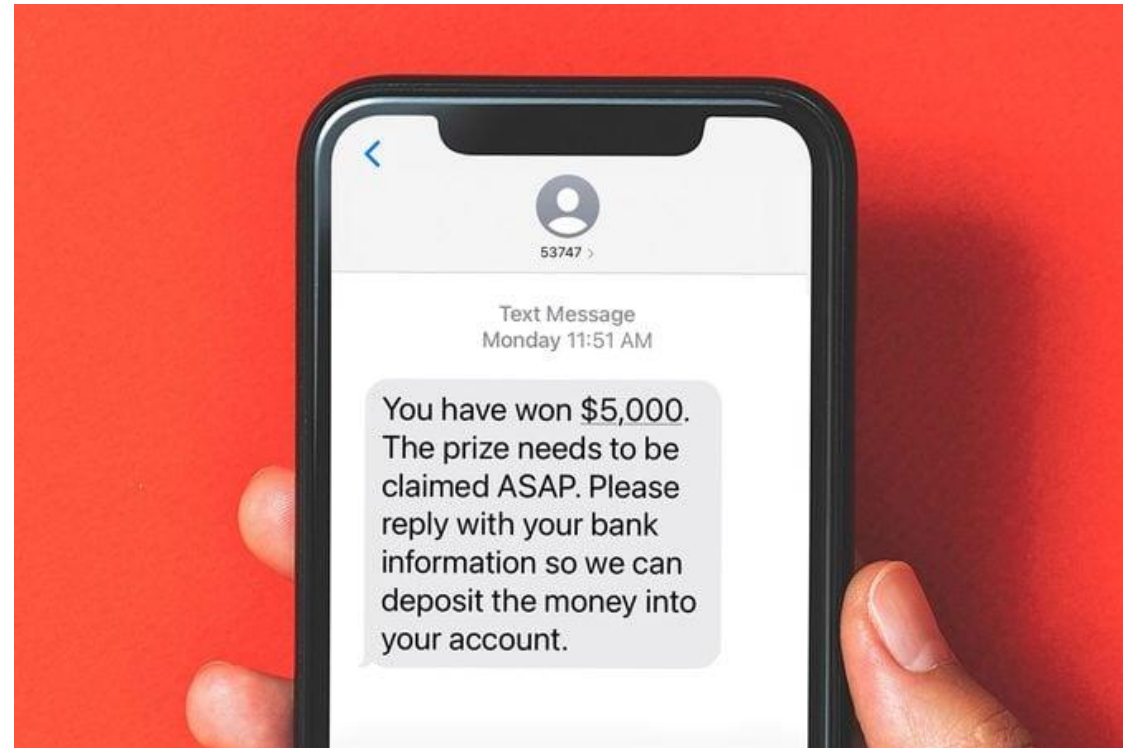 53747 >
Text Message
Monday 11:51 AM
You have won $5,000.
The prize needs to be
claimed ASAP. Please
reply with your bank
information so we can
deposit the money into
your account.